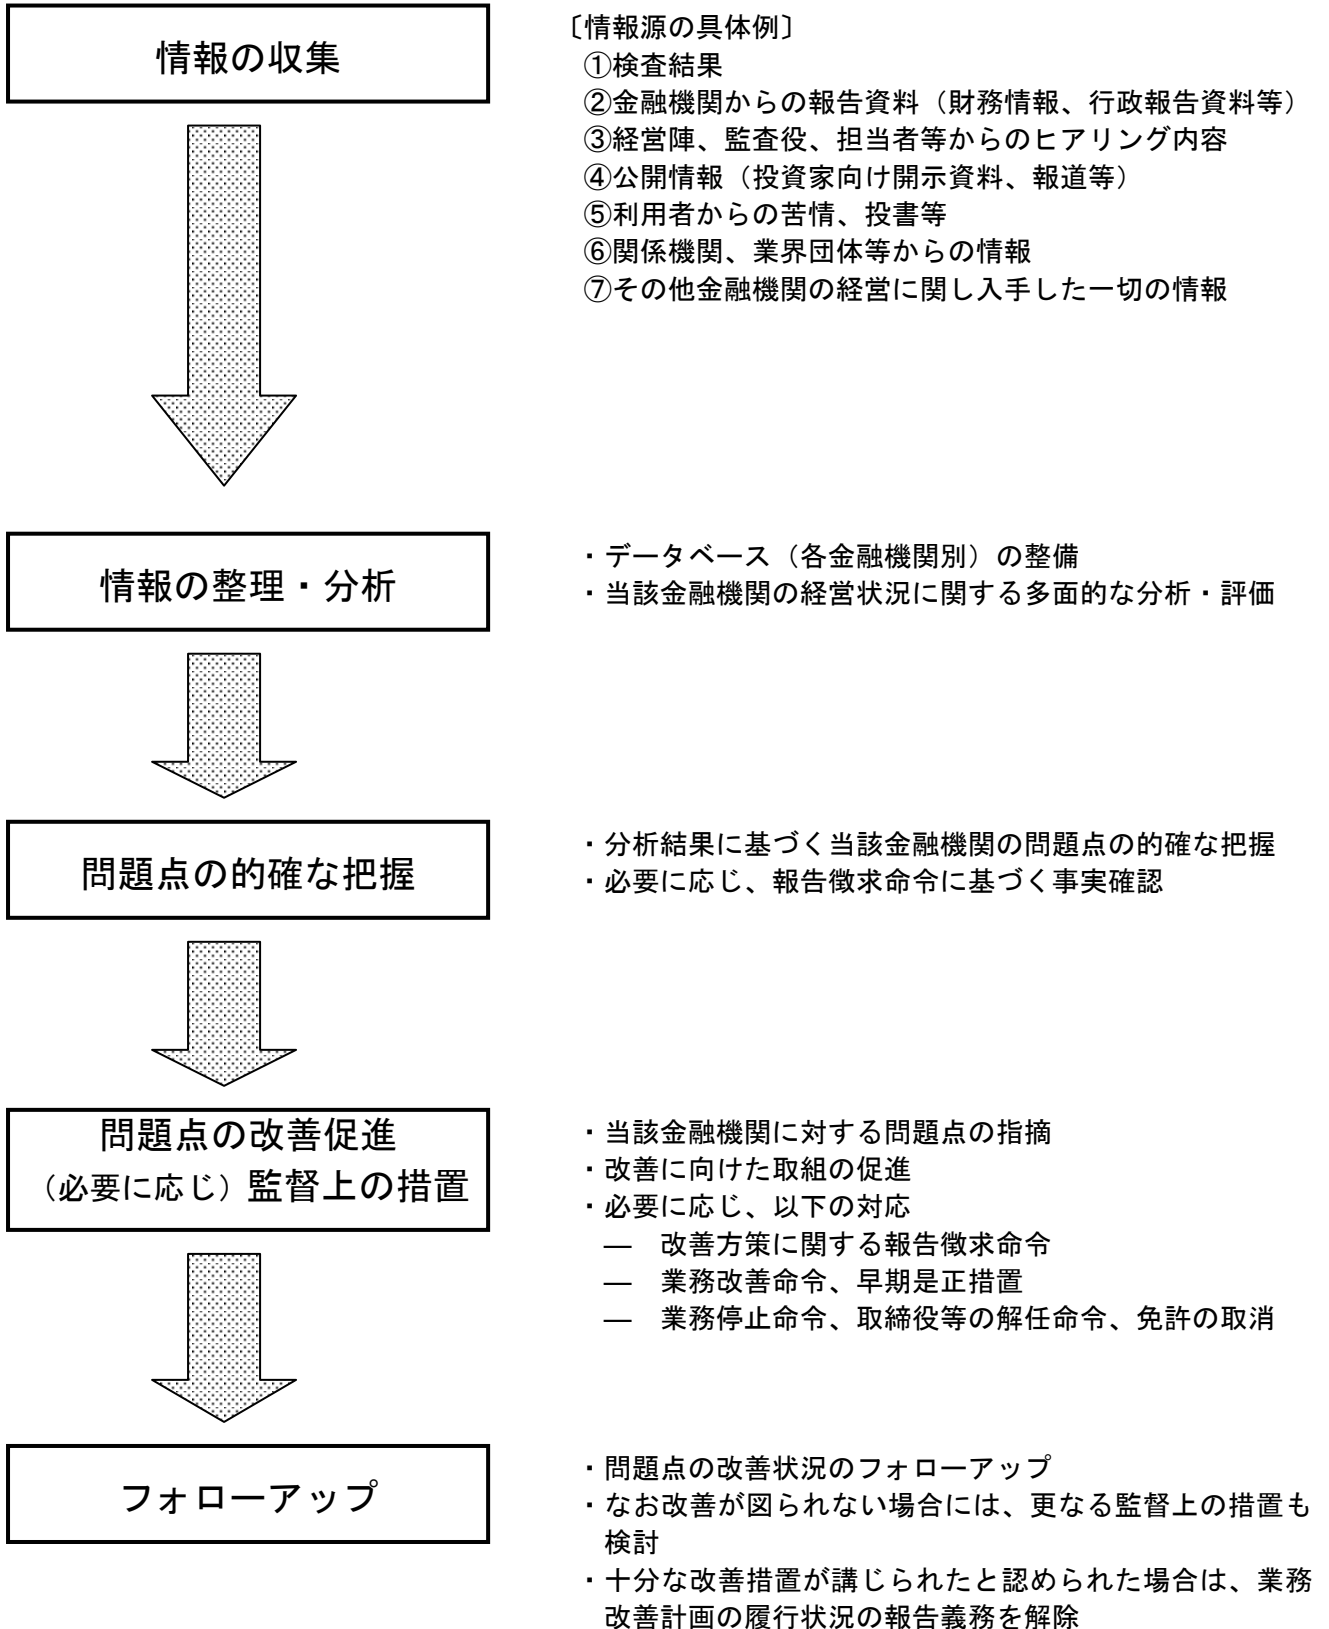 情報の収集
〔情報源の具体例〕
①検査結果
②金融機関からの報告資料（財務情報、行政報告資料等）
③経営陣、監査役、担当者等からのヒアリング内容
④公開情報（投資家向け開示資料、報道等）
⑤利用者からの苦情、投書等
⑥関係機関、業界団体等からの情報
⑦その他金融機関の経営に関し入手した一切の情報
情報の整理・分析
・データベース（各金融機関別）の整備
・当該金融機関の経営状況に関する多面的な分析・評価
問題点の的確な把握
・分析結果に基づく当該金融機関の問題点の的確な把握
・必要に応じ、報告徴求命令に基づく事実確認
問題点の改善促進
（必要に応じ）監督上の措置
・当該金融機関に対する問題点の指摘
・改善に向けた取組の促進
・必要に応じ、以下の対応
― 改善方策に関する報告徴求命令
― 業務改善命令、早期是正措置
― 業務停止命令、取締役等の解任命令、免許の取消
フォローアップ
・問題点の改善状況のフォローアップ
・なお改善が図られない場合には、更なる監督上の措置も
検討
・十分な改善措置が講じられたと認められた場合は、業務
改善計画の履行状況の報告義務を解除